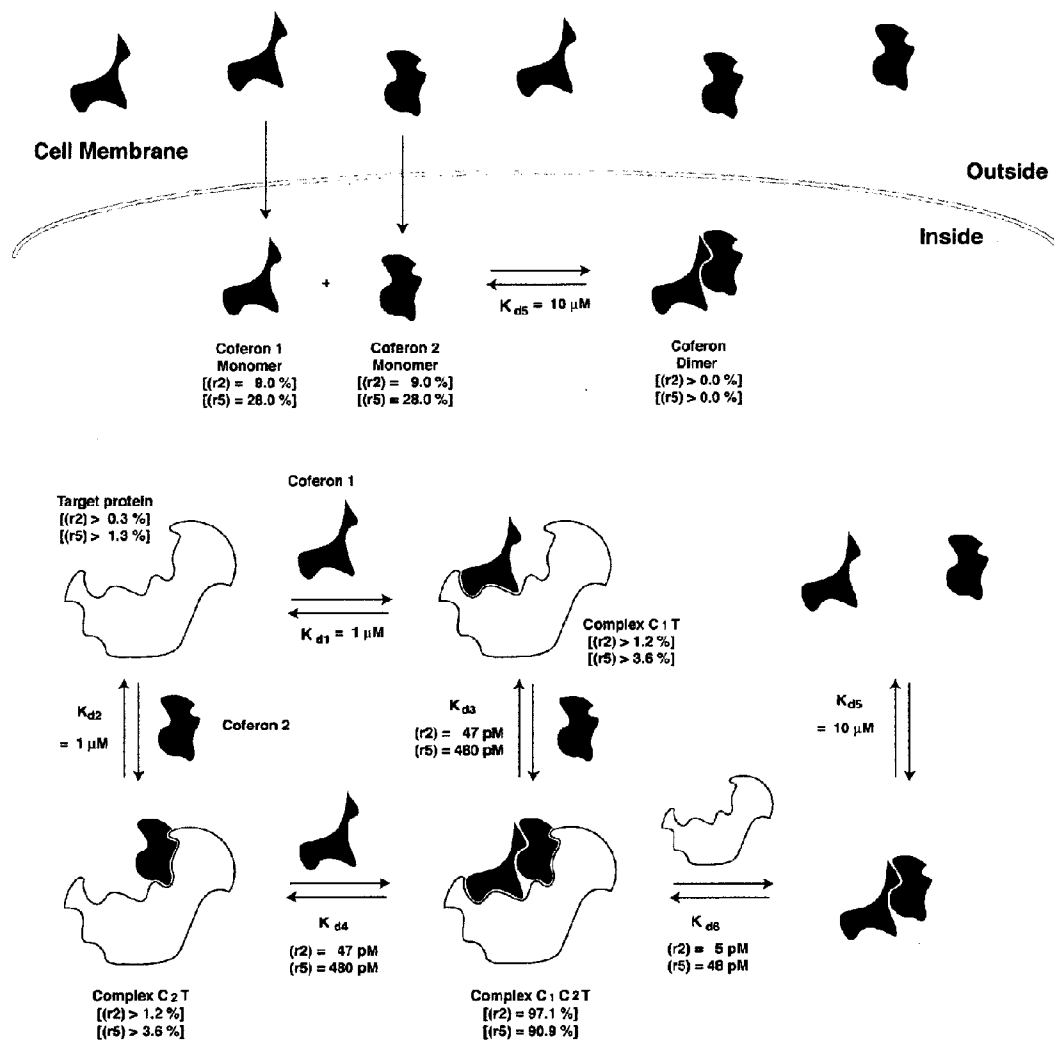 Cell Membrane
Outside
Inside
+
K d5 = 10 µM
Coferon 1
Monomer
[(r2) = 9.0 %]
[(r5) = 28.0 %]
Coferon 2
Monomer
[(r2) = 9.0 %]
[(r5) = 28.0 %]
Coferon
Dimer
[(r2) > 0.0 %]
[(r5) > 0.0 %]
Coferon 1
Target protein
[(r2) > 0.3 %]
[(r5) > 1.3 %]
K d1 = 1 µM
Complex C 1 T
[(r2) > 1.2 %]
[(r5) > 3.6 %]
K d2
= 1 µM
Coferon 2
K d3
(r2) = 47 pM
(r5) = 480 pM
K d5
= 10 µM
K d4
(r2) = 47 pM
(r5) = 480 pM
K d6
(r2) = 5 pM
(r5) = 48 pM
Complex C 2 T
[(r2) > 1.2 %]
[(r5) > 3.6 %]
Complex C 1 C 2 T
[(r2) = 97.1 %]
[(r5) = 90.9 %]